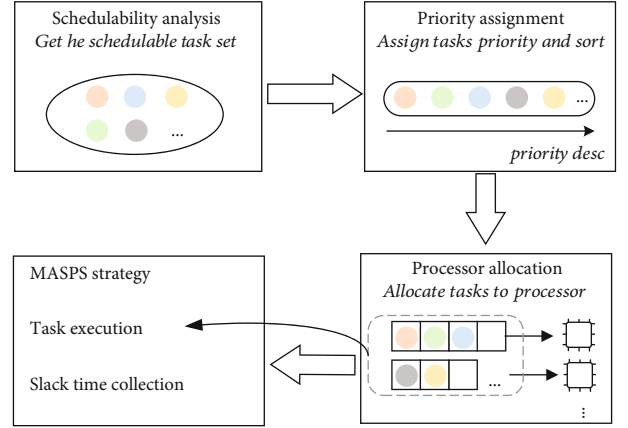 Schedulability analysis
Get he schedulable task set
...
Priority assignment
Assign tasks priority and sort
...
priority desc
MASPS strategy
Task execution
Slack time collection
Processor allocation
Allocate tasks to processor
...
...